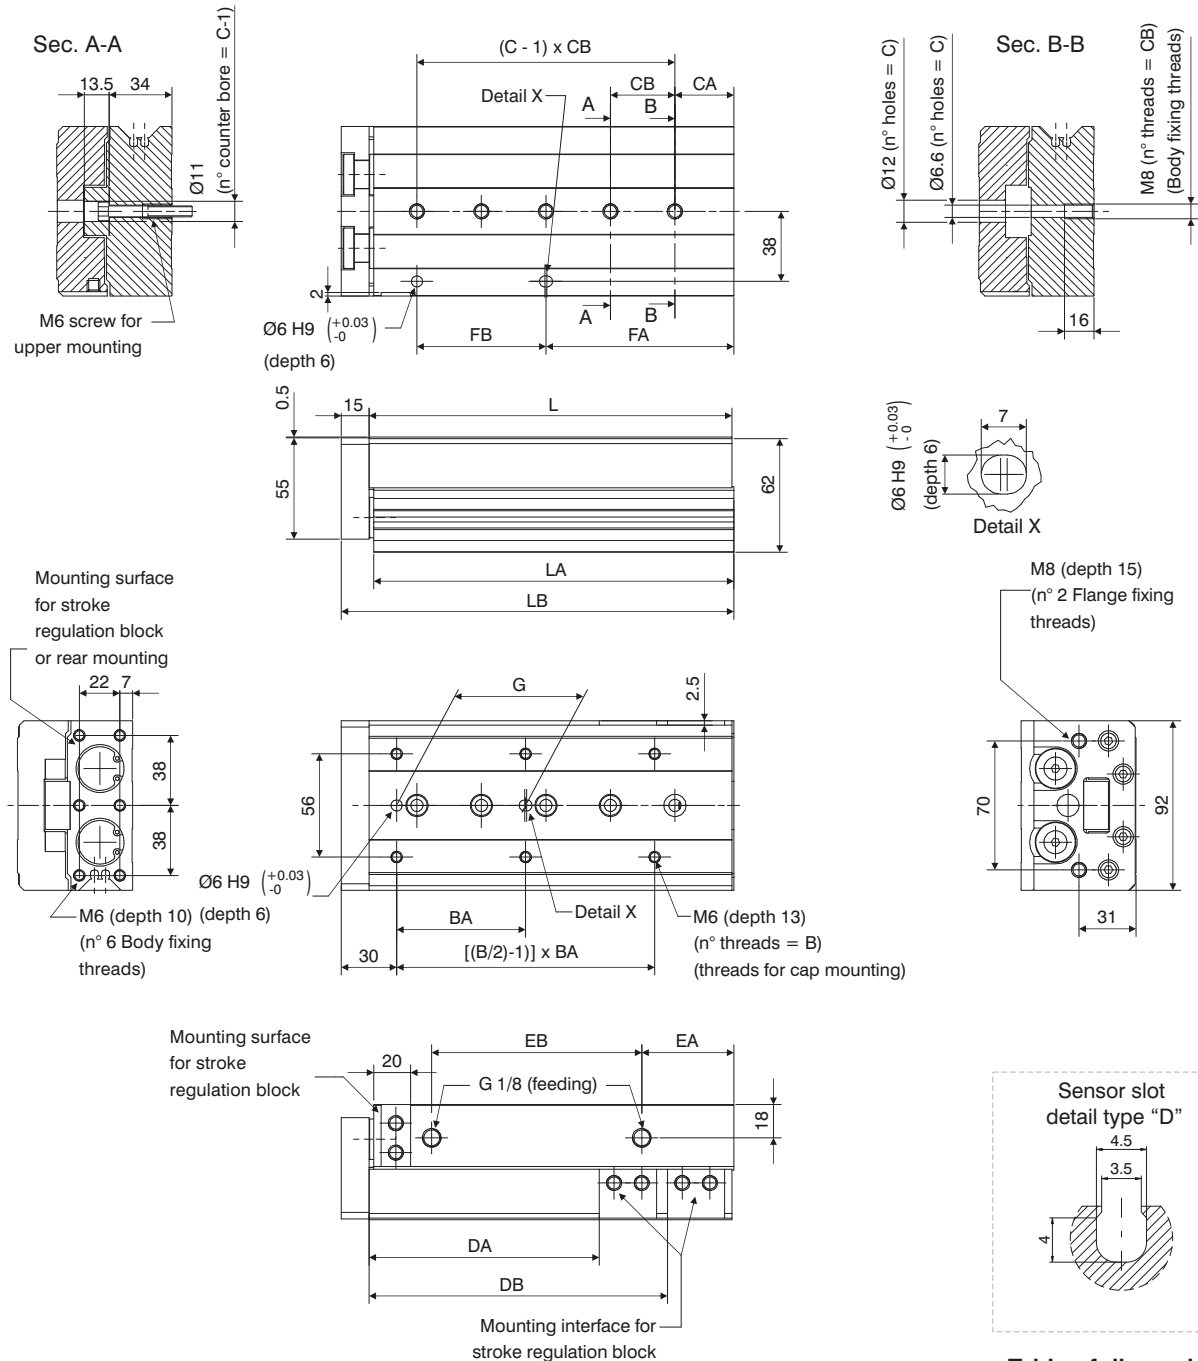 Sec. A-A
13.5
34
Ø11
(n° counter bore = C-1)
M6 screw for
upper mounting
(C - 1) x CB
Detail X
CB
CA
A
B
38
2
A
B
Ø6 H9 (+0.03 -0)
(depth 6)
FB
FA
Sec. B-B
Ø12 (n° holes = C)
Ø6.6 (n° holes = C)
M8 (n° threads = CB)
(Body fixing threads)
16
0.5
15
L
55
62
LA
LB
Ø6 H9 (+0.03 - 0)
(depth 6)
7
Detail X
Mounting surface
for stroke
regulation block
or rear mounting
22
7
38
38
M6 (depth 10)
(n° 6 Body fixing
threads)
G
2.5
56
Ø6 H9 (+0.03 -0)
(depth 6)
BA
Detail X
30
[(B/2)-1)] x BA
M6 (depth 13)
(n° threads = B)
(threads for cap mounting)
M8 (depth 15)
(n° 2 Flange fixing
threads)
70
92
31
Mounting surface
for stroke
regulation block
20
EB
EA
G 1/8 (feeding)
18
DA
DB
Mounting interface for
stroke regulation block
Sensor slot
detail type “D”
4.5
3.5
4